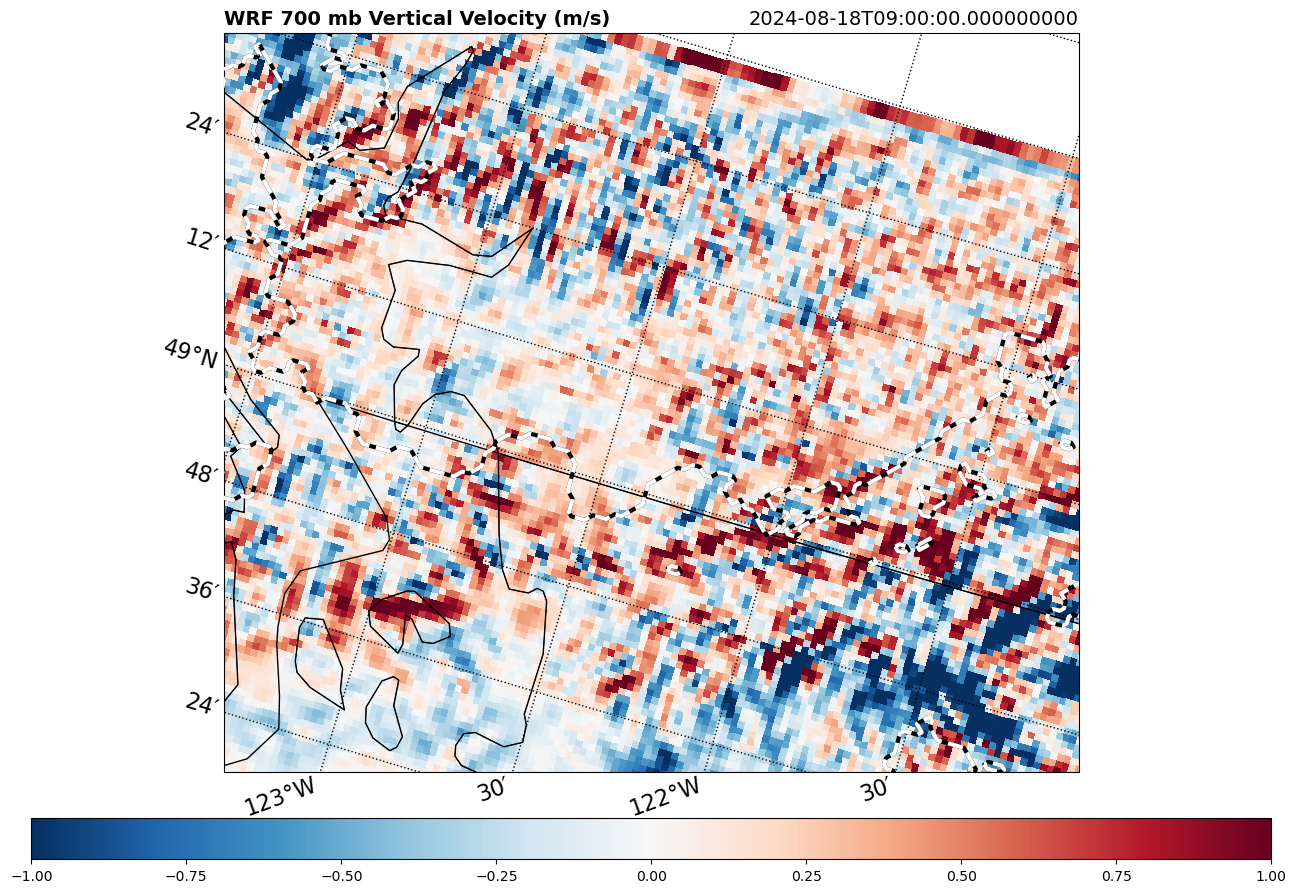 WRF 700 mb Vertical Velocity (m/s) 2024-08-18T09:00:00.000000000
24′
12′
49°N
48′
36′
24′
123°W 30′ 122°W 30′
−1.00 −0.75 −0.50 −0.25 0.00 0.25 0.50 0.75 1.00